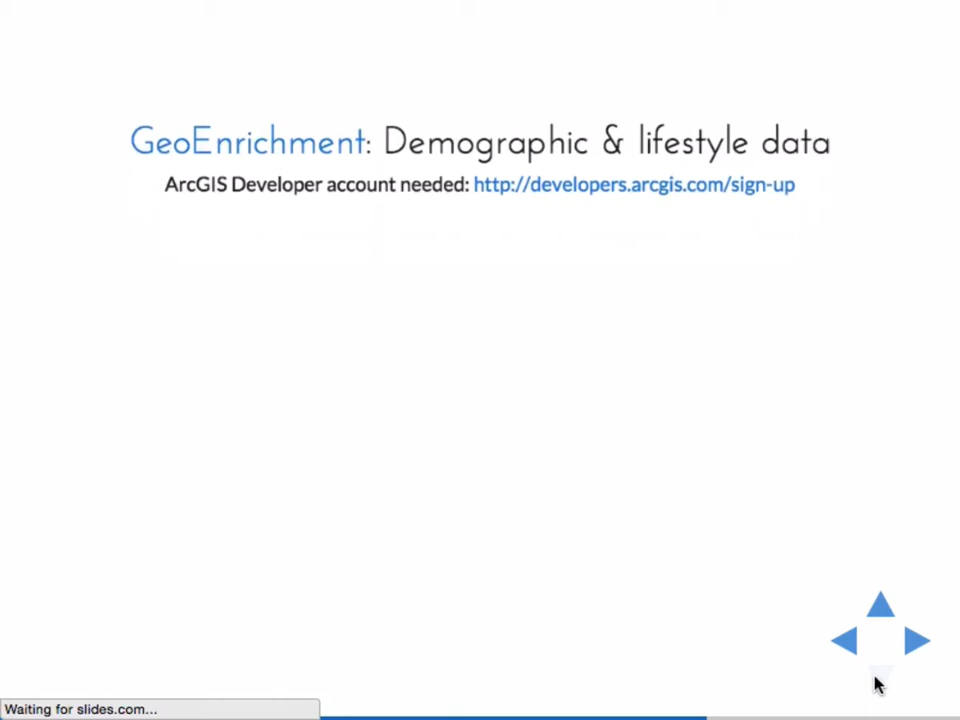 GeoEnrichment: Demographic & lifestyle data
ArcGIS Developer account needed: http://developers.arcgis.com/sign-up
Waiting for slides.com...